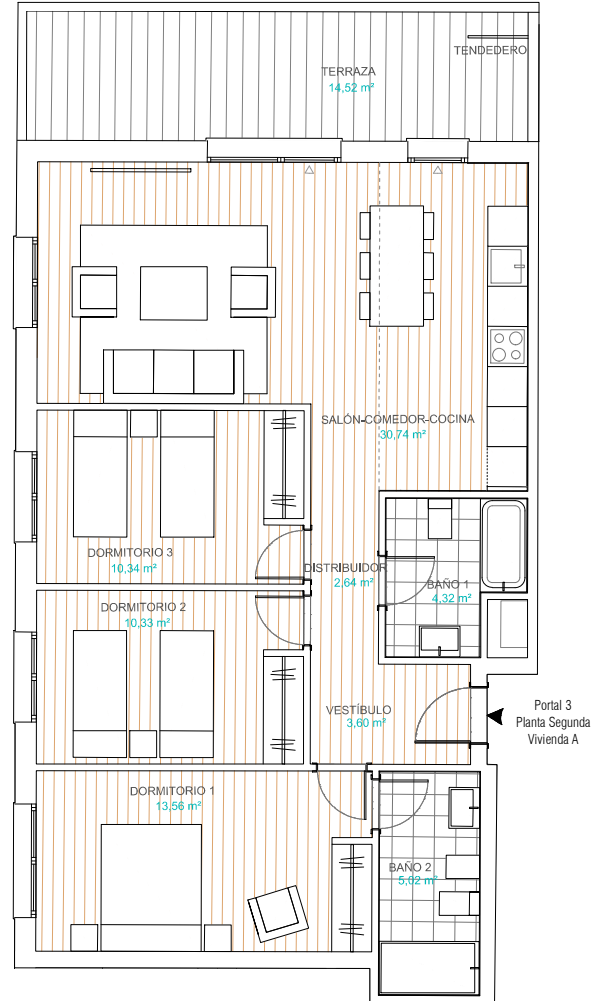 TENDEDERO
TERRAZA
14,52 m²
SALÓN-COMEDOR-COCINA
30,74 m²
DORMITORIO 3
10,34 m²
DISTRIBUIDOR
2,64 m²
BAÑO 1
4,32 m²
DORMITORIO 2
10,33 m²
VESTÍBULO
3,60 m²
Portal 3
Planta Segunda
Vivienda A
DORMITORIO 1
13,56 m²
BAÑO 2
5,02 m²